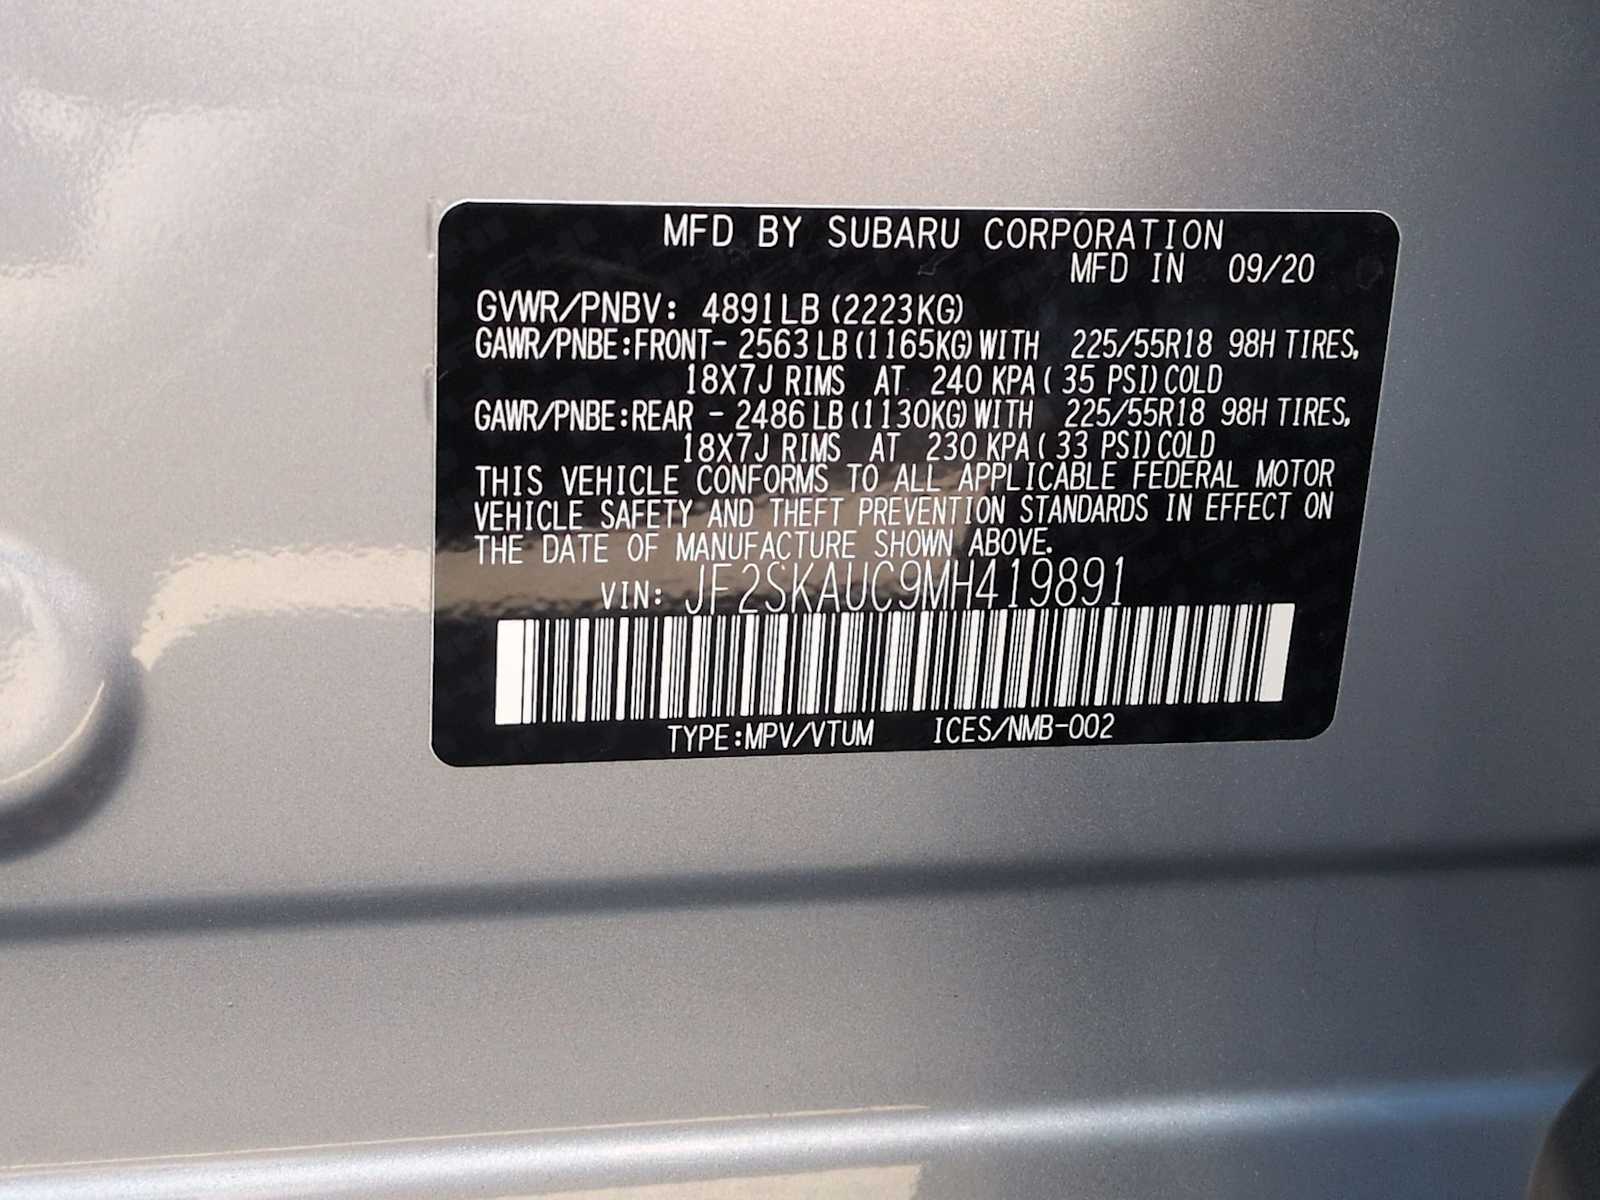 MFD BY SUBARU CORPORATION
MFD IN 09/20
GVWR/PNBV: 4891LB (2223KG)
GAWR/PNBE:FRONT- 2563 LB (1165KG) WITH 225/55R18 98H TIRES,
18X7J RIMS AT 240 KPA ( 35 PSI) COLD
GAWR/PNBE:REAR - 2486 LB (1130KG) WITH 225/55R18 98H TIRES,
18X7J RIMS AT 230 KPA ( 33 PSI) COLD
THIS VEHICLE CONFORMS TO ALL APPLICABLE FEDERAL MOTOR
VEHICLE SAFETY AND THEFT PREVENTION STANDARDS IN EFFECT ON
THE DATE OF MANUFACTURE SHOWN ABOVE.
VIN: JF2SKAUC9MH419891
TYPE:MPV/VTUM ICES/NMB-002